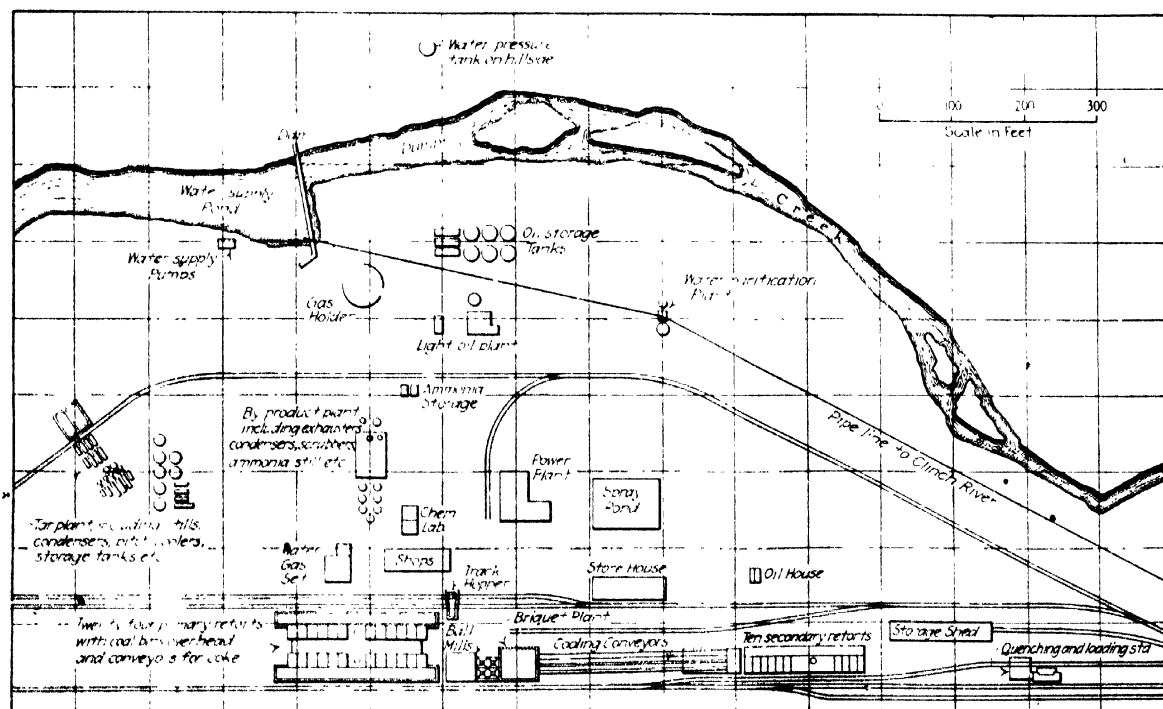 Water pressure
tank on hillside
0 100 200 300
Scale in Feet
Dam
Dumps
Creek
Water supply
Pond
Water supply
Pumps
Oil storage
Tanks
Gas
Holder
Water purification
Plant
Light oil plant
Ammonia
Storage
By product plant
including exhausters,
condensers, scrubbers,
ammonia still etc
Pipe line to Clinch River
Power
Plant
Spray
Pond
Chem
Lab.
Tar plant, including stills,
condensers, pitch coolers,
storage tanks etc
Water
Gas
Set
Shops
Track
Hopper
Store House
Oil House
Twenty four primary retorts
with coal bins overhead
and conveyors for coke
Ball
Mills
Briquet Plant
Cooling Conveyors
Ten secondary retorts
Storage Shed
Quenching and loading sta